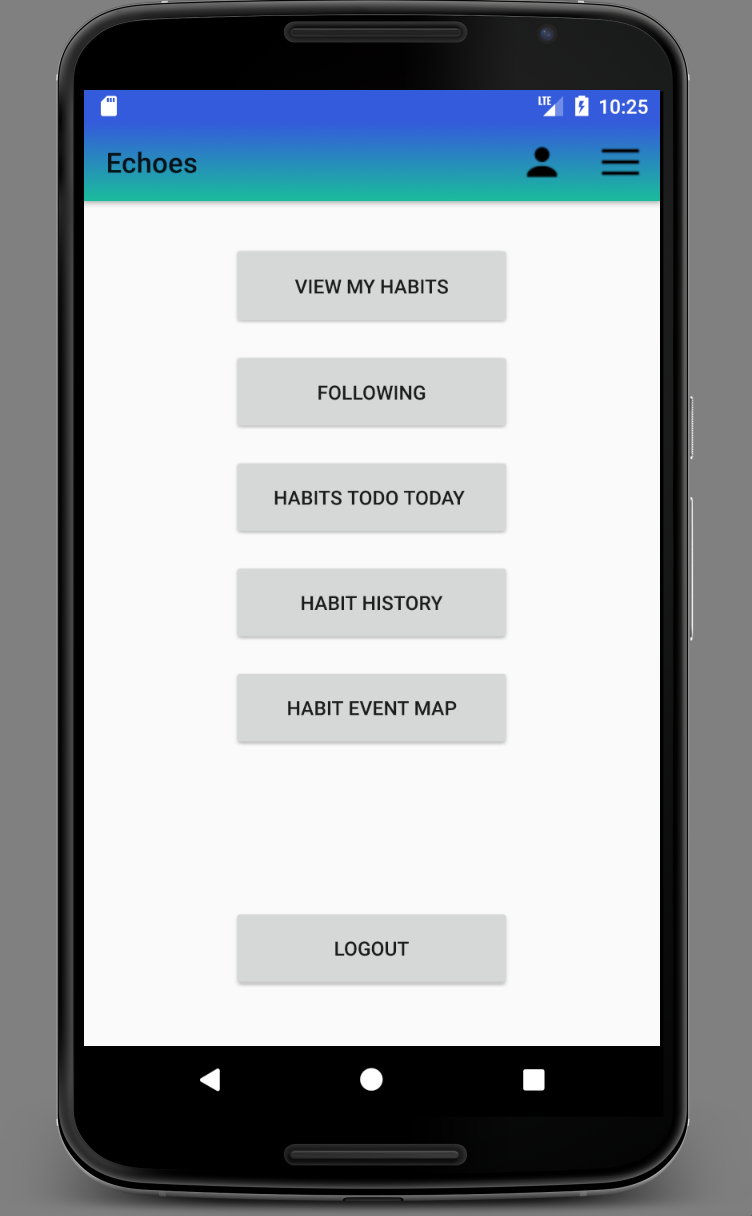 LTE 10:25
Echoes
VIEW MY HABITS
FOLLOWING
HABITS TODO TODAY
HABIT HISTORY
HABIT EVENT MAP
LOGOUT